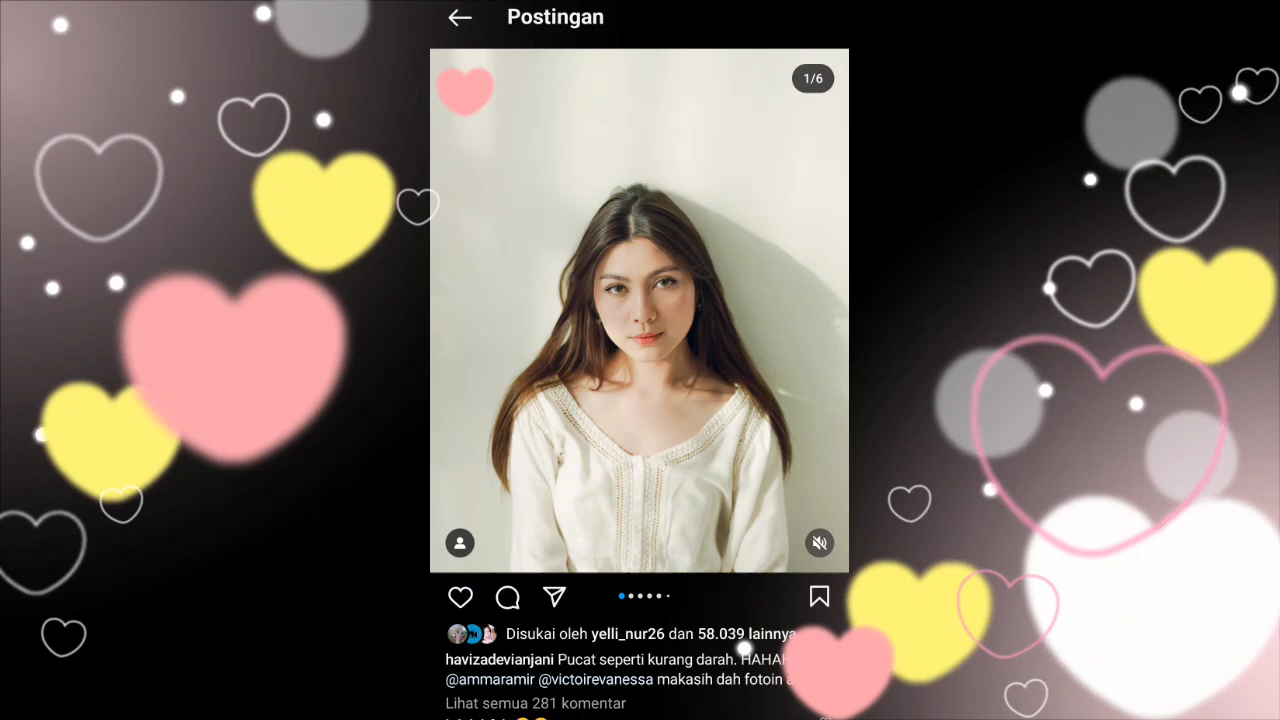 Postingan
1/6
Disukai oleh yelli_nur26 dan 58.039 lainnya
havizadevianjani Pucat seperti kurang darah.
@ammaramir @victoirevanessa makasih dah fotoin
Lihat semua 281 komentar